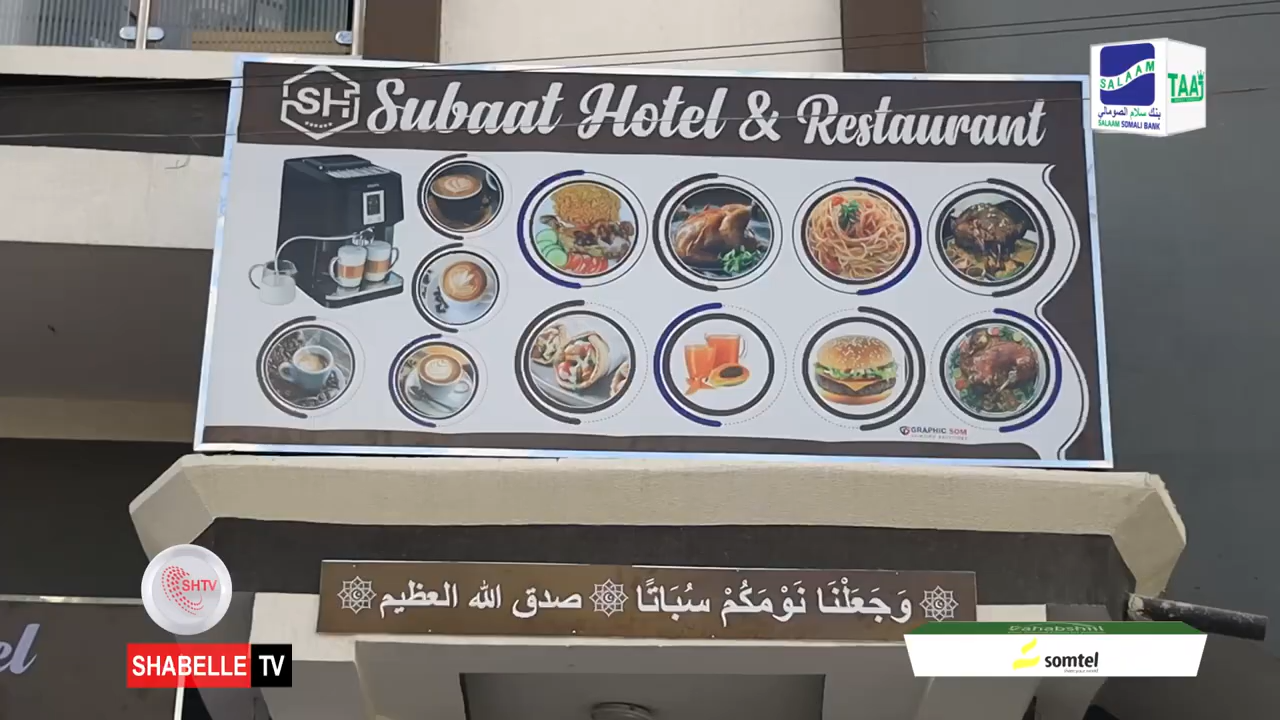 SH Subaat Hotel & Restaurant
SALAAM
بنك سلام الصومالي
SALAAM SOMALI BANK
TAAJ
GRAPHIC SOM
وَجَعَلْنَا نَوْمَكُمْ سُبَاتًا ۞ صدق الله العظيم
el
SHTV
SHABELLE TV
Dahabshiil
somtel